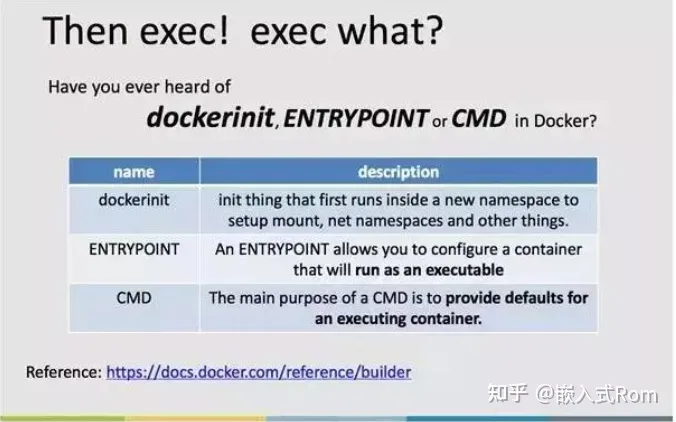 Then exec! exec what?
Have you ever heard of
dockerinit, ENTRYPOINT or CMD in Docker?
name description
dockerinit init thing that first runs inside a new namespace to
setup mount, net namespaces and other things.
ENTRYPOINT An ENTRYPOINT allows you to configure a container
that will run as an executable
CMD The main purpose of a CMD is to provide defaults for
an executing container.
Reference: https://docs.docker.com/reference/builder
知乎 @嵌入式Rom